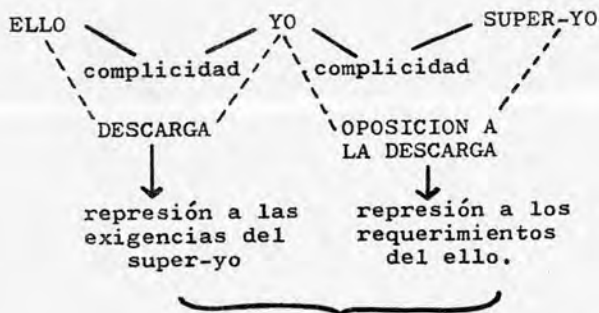 ELLO YO SUPER-YO
complicidad complicidad
DESCARGA OPOSICION A
LA DESCARGA
represión a las
exigencias del
super-yo
represión a los
requerimientos
del ello.